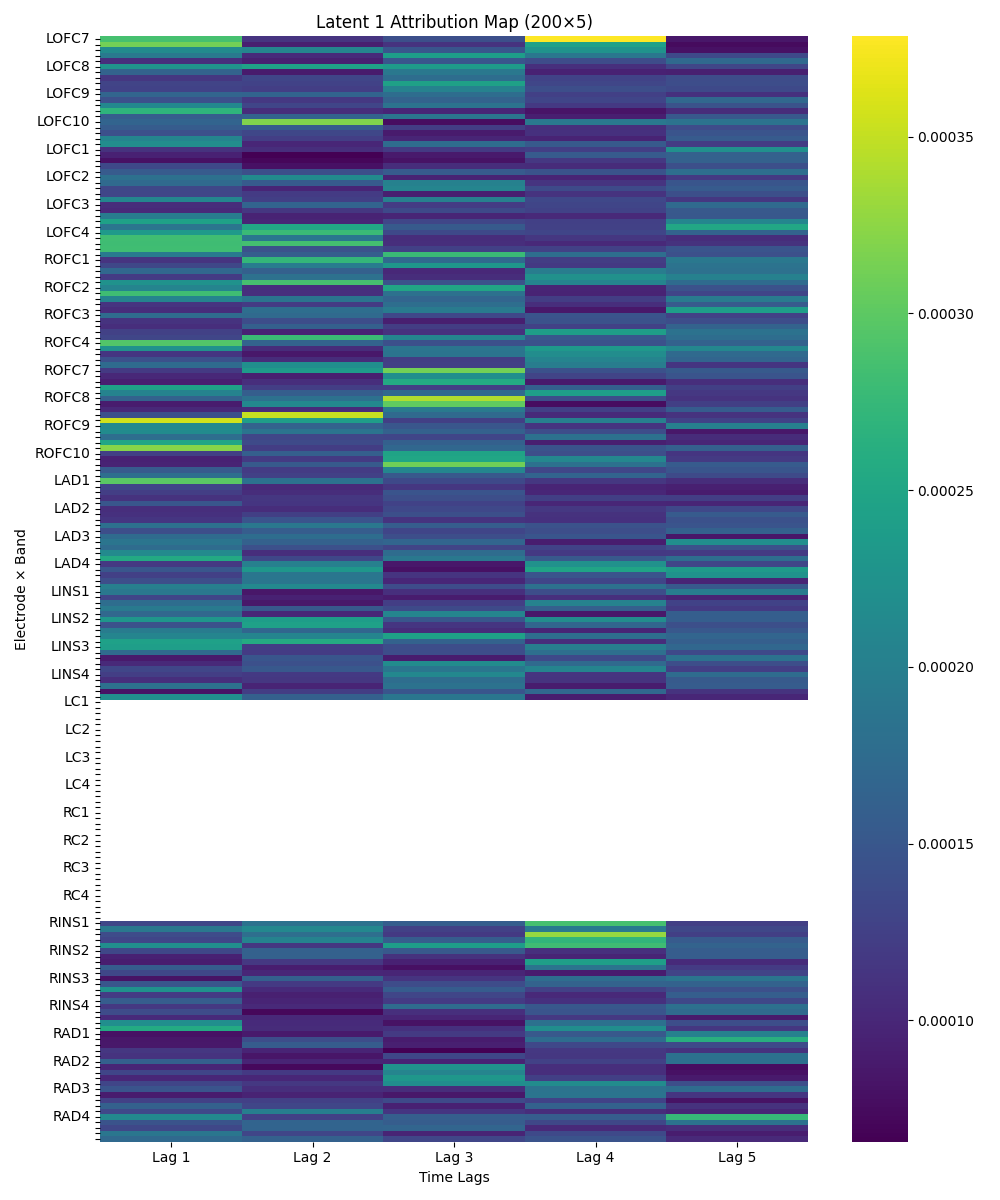 Latent 1 Attribution Map (200×5)
Electrode × Band
LOFC7
LOFC8
LOFC9
LOFC10
LOFC1
LOFC2
LOFC3
LOFC4
ROFC1
ROFC2
ROFC3
ROFC4
ROFC7
ROFC8
ROFC9
ROFC10
LAD1
LAD2
LAD3
LAD4
LINS1
LINS2
LINS3
LINS4
LC1
LC2
LC3
LC4
RC1
RC2
RC3
RC4
RINS1
RINS2
RINS3
RINS4
RAD1
RAD2
RAD3
RAD4
Lag 1 Lag 2 Lag 3 Lag 4 Lag 5
Time Lags
0.00035
0.00030
0.00025
0.00020
0.00015
0.00010